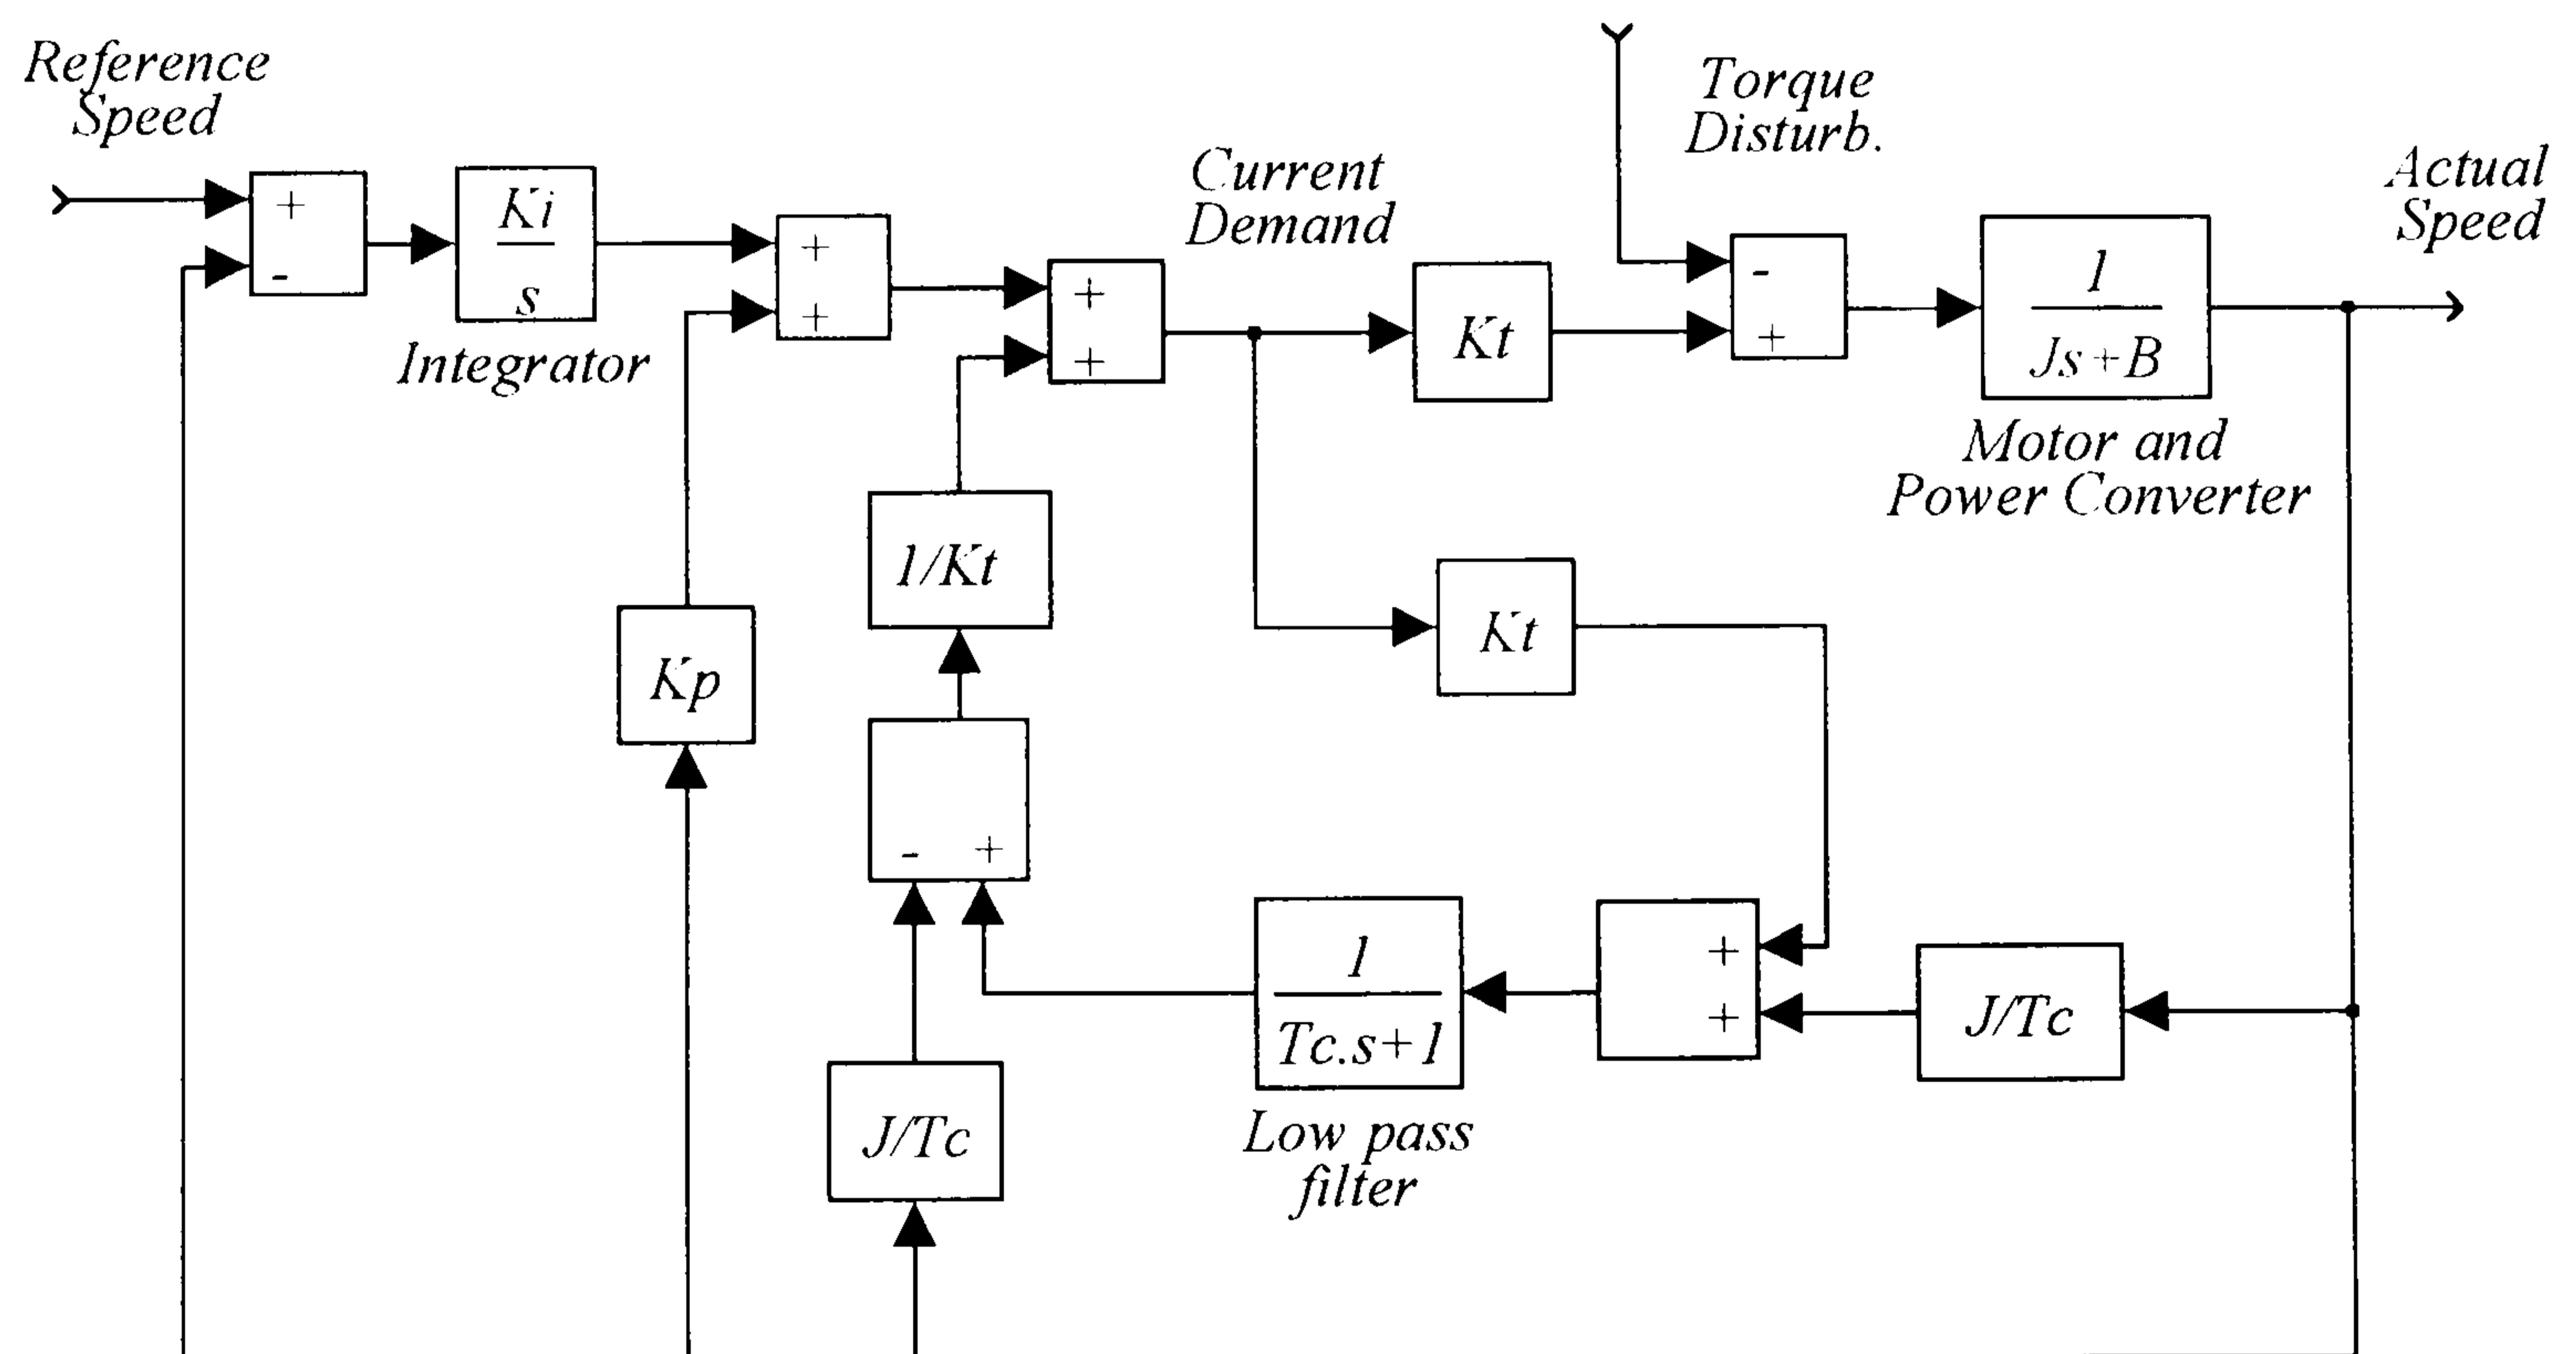 Reference
Speed
Torque
Disturb.
Current
Demand
Actual
Speed
+
-
Ki
s
Integrator
+
+
+
+
Kt
-
+
1
Js+B
Motor and
Power Converter
1/Kt
Kt
Kp
- +
1
Tc.s+1
Low pass
filter
+
+
J/Tc
J/Tc